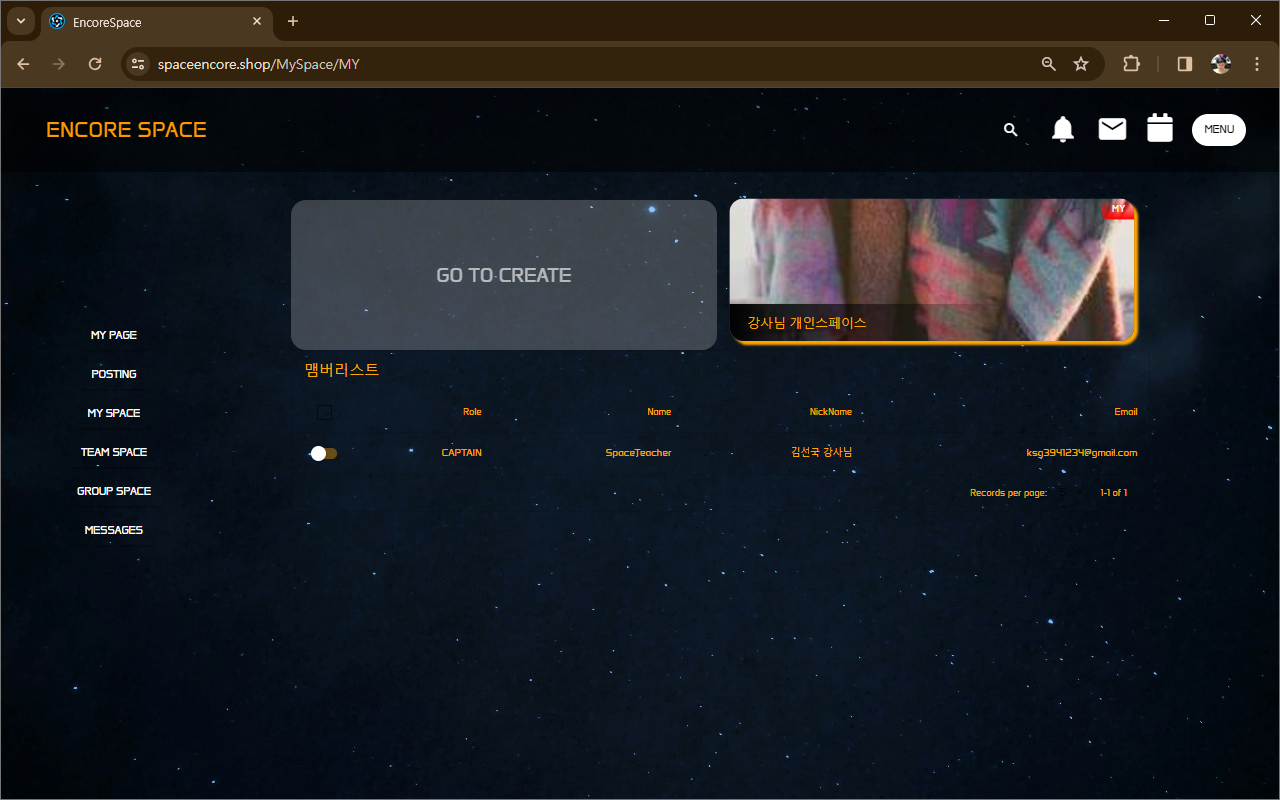 EncoreSpace
spaceencore.shop/MySpace/MY
ENCORE SPACE
MENU
GO TO CREATE
MY
강사님 개인스페이스
MY PAGE
POSTING
MY SPACE
TEAM SPACE
GROUP SPACE
MESSAGES
맴버리스트
Role Name NickName Email
CAPTAIN SpaceTeacher 김선국 강사님 ksg3941234@gmail.com
Records per page: 1-1 of 1